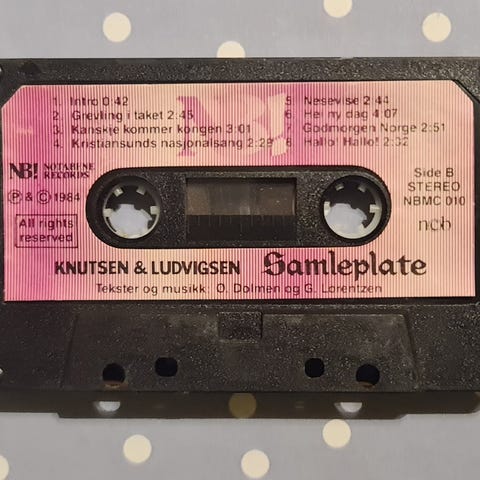 1. Intro 0:42
2. Grevling i taket 2:45
3. Kanskje kommer kongen 3:01
4. Kristiansunds nasjonalsang 2:28
5 Nesevise 2:44
6. Hei ny dag 4:07
7. Godmorgen Norge 2:51
8 Hallo! Hallo! 2:32
NB!
NB! NOTABENE RECORDS
℗ & © 1984
All rights
reserved
Side B
STEREO
NBMC 010
ncb
KNUTSEN & LUDVIGSEN Samleplate
Tekster og musikk: O. Dolmen og G. Lorentzen